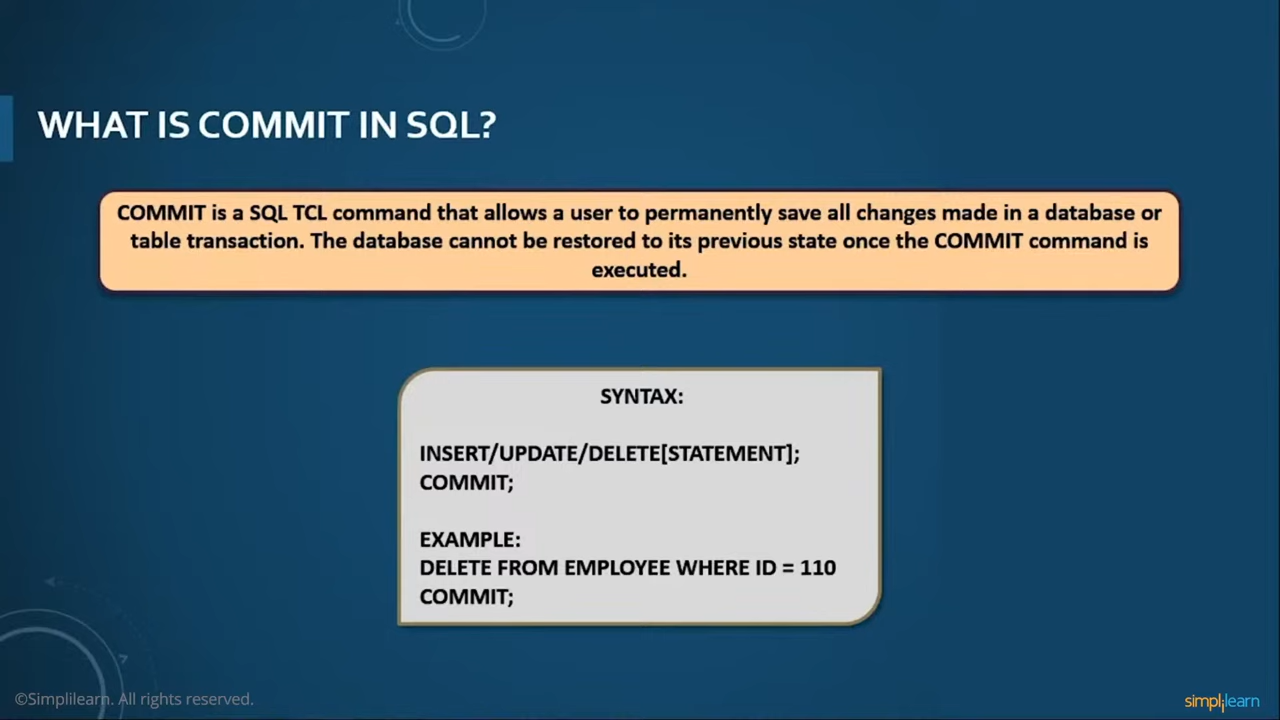 WHAT IS COMMIT IN SQL?
COMMIT is a SQL TCL command that allows a user to permanently save all changes made in a database or
table transaction. The database cannot be restored to its previous state once the COMMIT command is
executed.
SYNTAX:
INSERT/UPDATE/DELETE[STATEMENT];
COMMIT;
EXAMPLE:
DELETE FROM EMPLOYEE WHERE ID = 110
COMMIT;
©Simplilearn. All rights reserved.
simplilearn